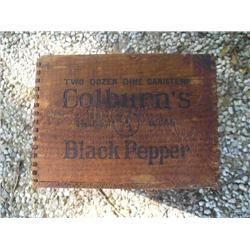 TWO DOZEN DIME CANISTERS
Colburn's
A
Black Pepper